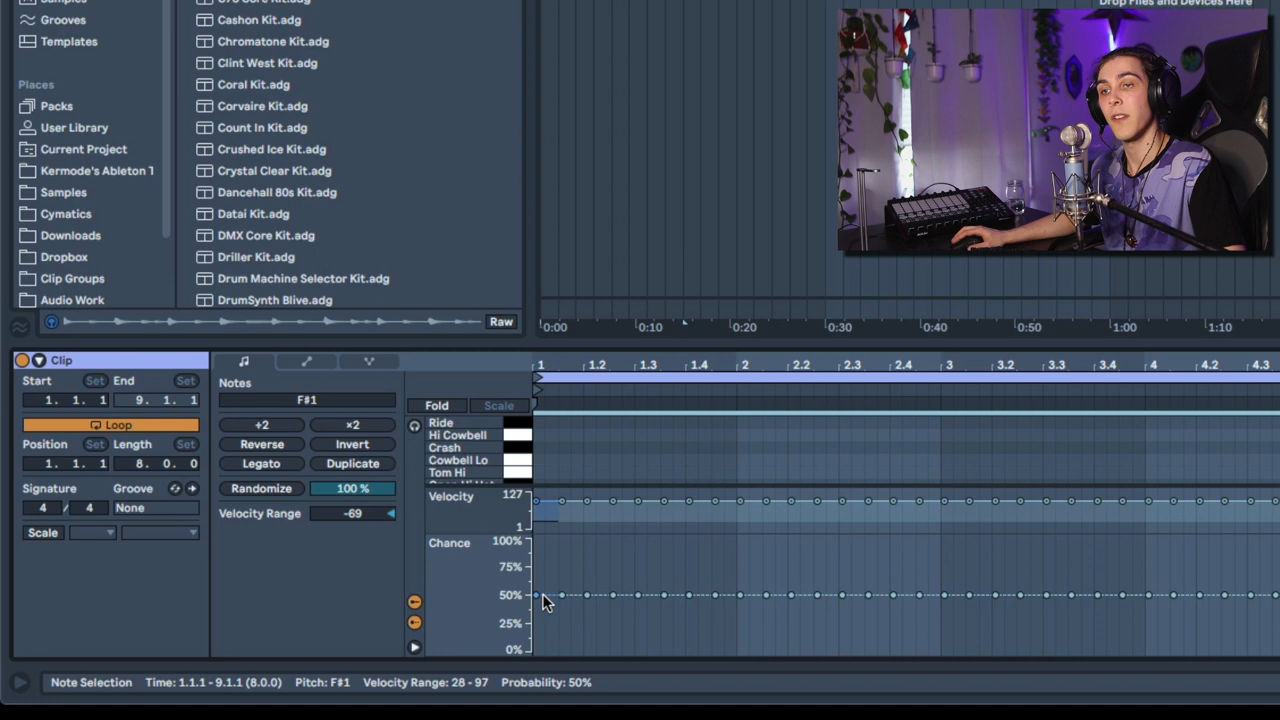 Drop Files and Devices Here
Cashon Kit.adg
Grooves
Templates
Chromatone Kit.adg
Clint West Kit.adg
Places
Coral Kit.adg
Packs
Corvaire Kit.adg
User Library
Count In Kit.adg
Current Project
Crushed Ice Kit.adg
Kermode's Ableton T
Crystal Clear Kit.adg
Samples
Dancehall 80s Kit.adg
Cymatics
Datai Kit.adg
Downloads
DMX Core Kit.adg
Dropbox
Driller Kit.adg
Clip Groups
Drum Machine Selector Kit.adg
Audio Work
DrumSynth Blive.adg
Raw
0:00 0:10 0:20 0:30 0:40 0:50 1:00 1:10
Clip
Start Set End Set
1. 1. 1 9. 1. 1
Loop
Position Set Length Set
1. 1. 1 8. 0. 0
Signature Groove
4 / 4 None
Scale
Notes
F#1
+2 ×2
Reverse Invert
Legato Duplicate
Randomize 100 %
Velocity Range -69
1 1.2 1.3 1.4 2 2.2 2.3 2.4 3 3.2 3.3 3.4 4 4.2 4.3
Fold Scale
Ride
Hi Cowbell
Crash
Cowbell Lo
Tom Hi
Velocity 127
1
Chance 100%
75%
50%
25%
0%
Note Selection Time: 1.1.1 - 9.1.1 (8.0.0) Pitch: F#1 Velocity Range: 28 - 97 Probability: 50%